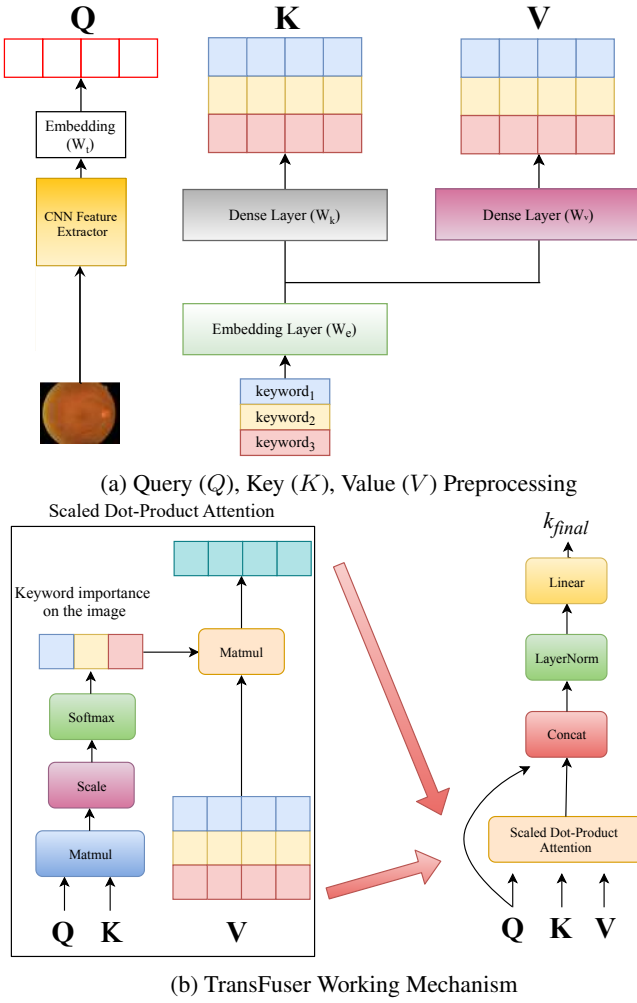 Q K V
Embedding
(Wₜ)
CNN Feature
Extractor
Dense Layer (Wₖ)
Dense Layer (Wᵥ)
Embedding Layer (Wₑ)
keyword₁
keyword₂
keyword₃
(a) Query (Q), Key (K), Value (V) Preprocessing
Scaled Dot-Product Attention
Keyword importance
on the image
Matmul
Softmax
Scale
Matmul
Q K V
k_final
Linear
LayerNorm
Concat
Scaled Dot-Product
Attention
Q K V
(b) TransFuser Working Mechanism